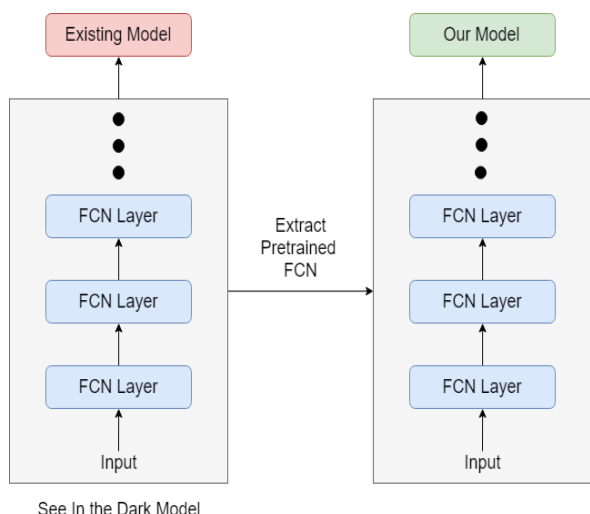 Existing Model
Our Model
FCN Layer
FCN Layer
FCN Layer
Input
Extract
Pretrained
FCN
FCN Layer
FCN Layer
FCN Layer
Input
See In the Dark Model